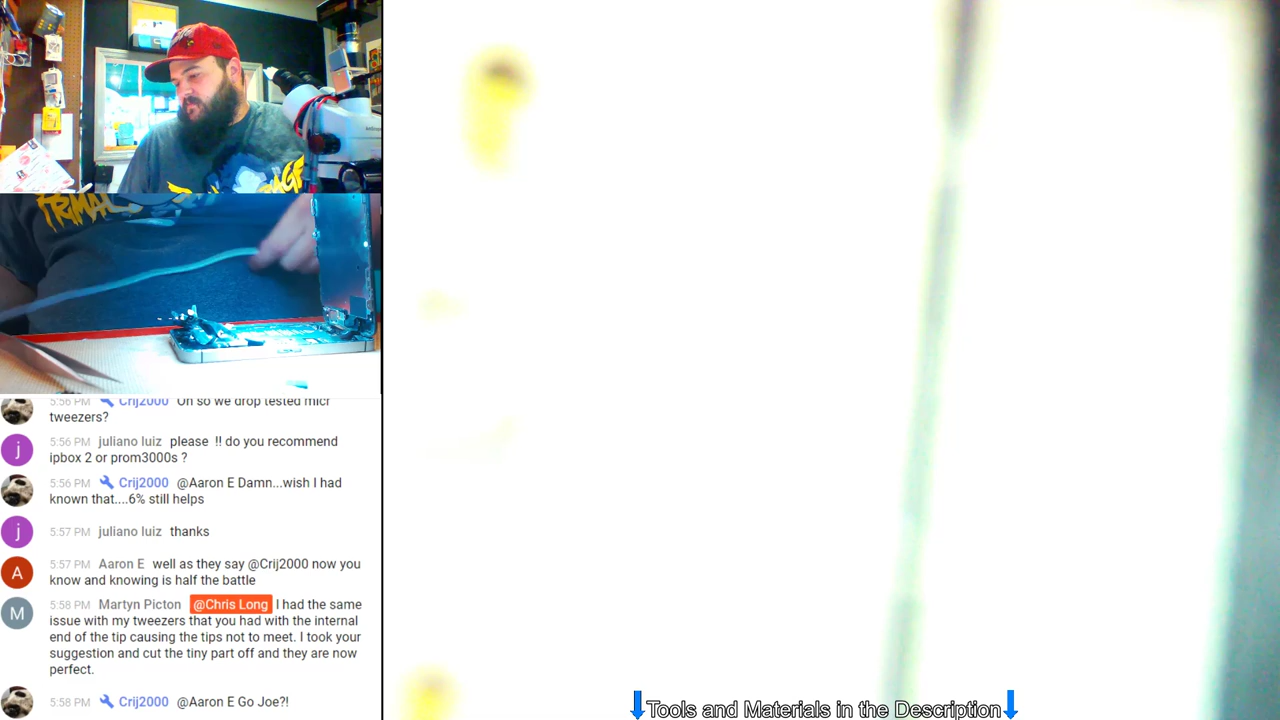 5:56 PM Crij2000 Oh so we drop tested micr
tweezers?
5:56 PM juliano luiz please !! do you recommend
ipbox 2 or prom3000s ?
5:56 PM Crij2000 @Aaron E Damn...wish I had
known that....6% still helps
j
5:57 PM juliano luiz thanks
A
5:57 PM Aaron E well as they say @Crij2000 now you
know and knowing is half the battle
M
5:58 PM Martyn Picton @Chris Long I had the same
issue with my tweezers that you had with the internal
end of the tip causing the tips not to meet. I took your
suggestion and cut the tiny part off and they are now
perfect.
5:58 PM Crij2000 @Aaron E Go Joe?!
Tools and Materials in the Description